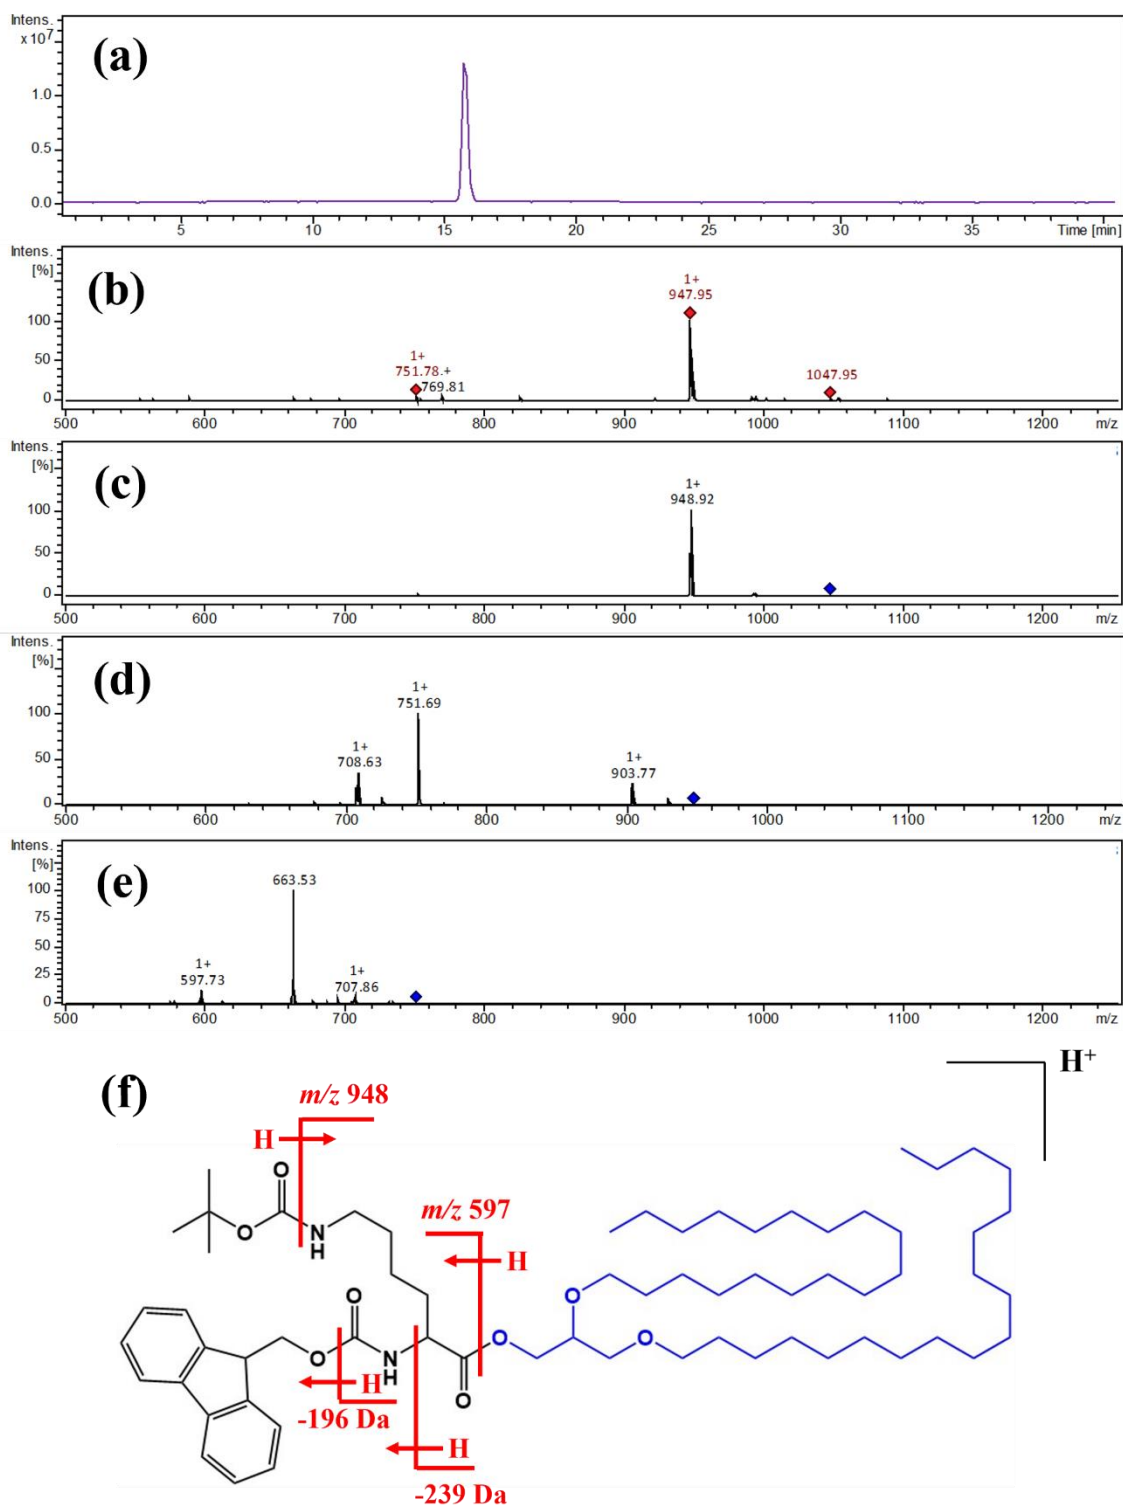 Intens.
x10⁷
(a)
1.0
0.5
0.0
5 10 15 20 25 30 35 Time [min]
Intens.
[%]
(b)
1+
947.95
100
50
0
1+
751.78.+
769.81
1047.95
500 600 700 800 900 1000 1100 1200 m/z
Intens.
[%]
(c)
1+
948.92
100
50
0
500 600 700 800 900 1000 1100 1200 m/z
Intens.
[%]
(d)
1+
751.69
100
50
0
1+
708.63
1+
903.77
500 600 700 800 900 1000 1100 1200 m/z
Intens.
[%]
(e)
100
75
50
25
0
663.53
1+
597.73
1+
707.86
500 600 700 800 900 1000 1100 1200 m/z
(f)
H⁺
m/z 948
H
O
O
N
H
m/z 597
H
O
O
N
H
O
O
O
O
H
-196 Da
H
-239 Da